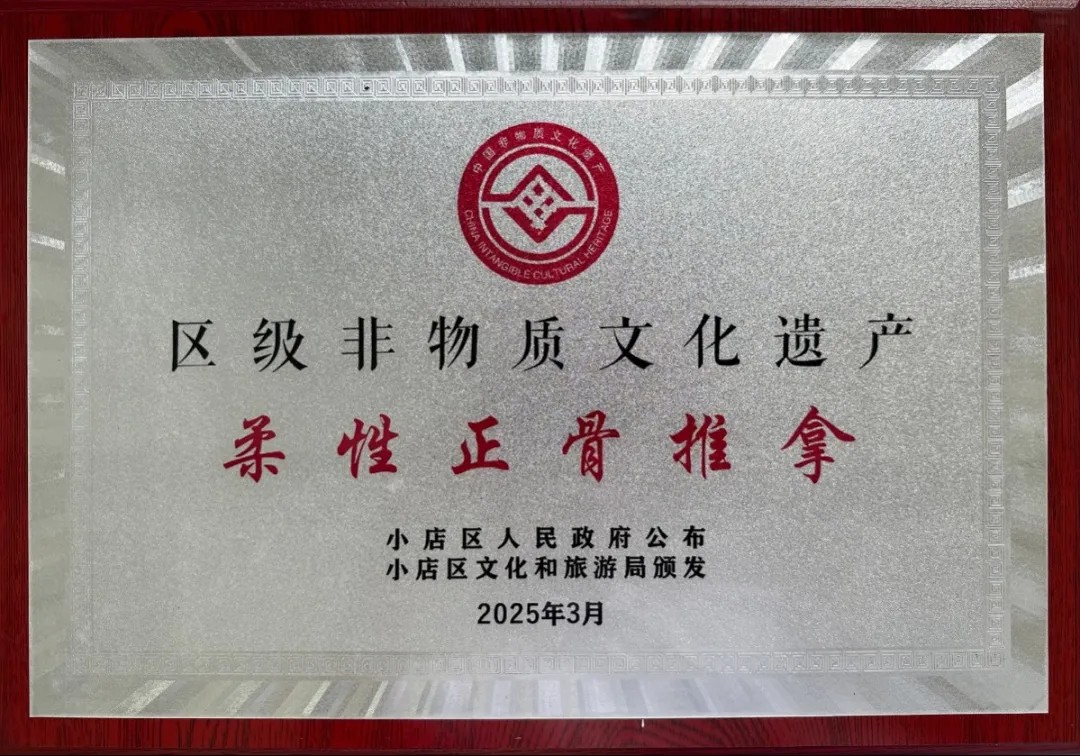 中国非物质文化遗产
CHINA INTANGIBLE CULTURAL HERITAGE
区级非物质文化遗产
柔性正骨推拿
小店区人民政府公布
小店区文化和旅游局颁发
2025年3月